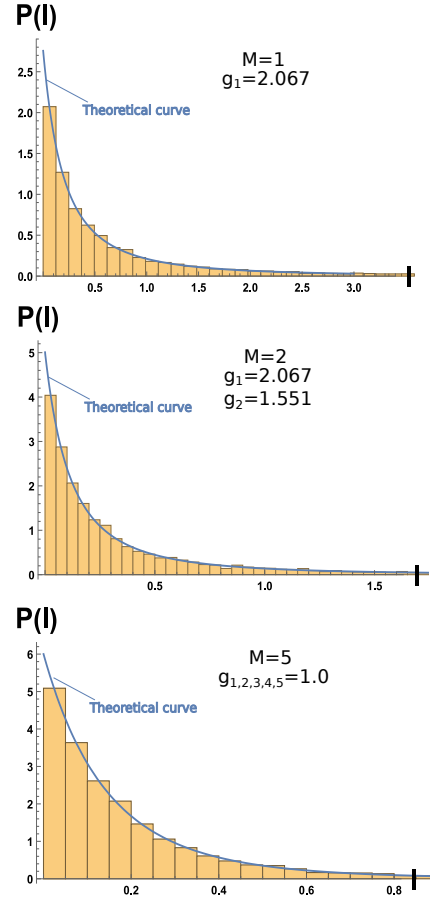 P(I)
M=1
g₁=2.067
Theoretical curve
2.5
2.0
1.5
1.0
0.5
0.0
0.5 1.0 1.5 2.0 2.5 3.0
P(I)
M=2
g₁=2.067
g₂=1.551
Theoretical curve
5
4
3
2
1
0
0.5 1.0 1.5
P(I)
M=5
g₁,₂,₃,₄,₅=1.0
Theoretical curve
6
5
4
3
2
1
0
0.2 0.4 0.6 0.8